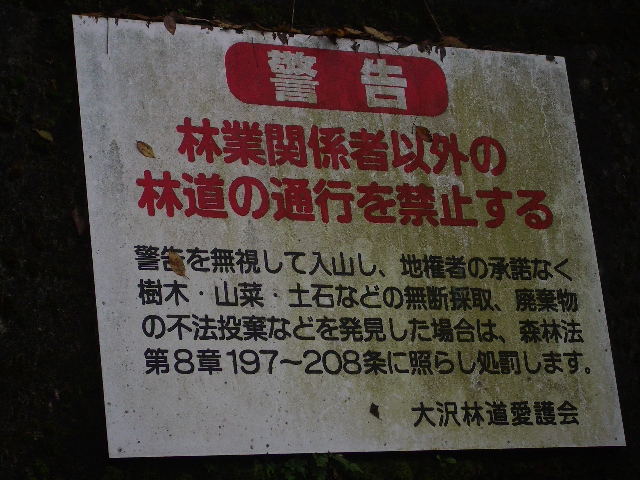 警告
林業関係者以外の
林道の通行を禁止する
警告を無視して入山し、地権者の承諾なく
樹木・山菜・土石などの無断採取、廃棄物
の不法投棄などを発見した場合は、森林法
第8章197～208条に照らし処罰します。
大沢林道愛護会